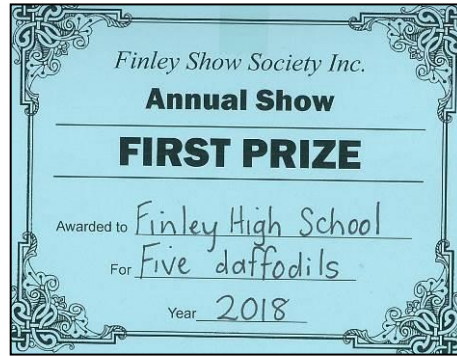 Finley Show Society Inc.
Annual Show
FIRST PRIZE
Awarded to Finley High School
For Five daffodils
Year 2018